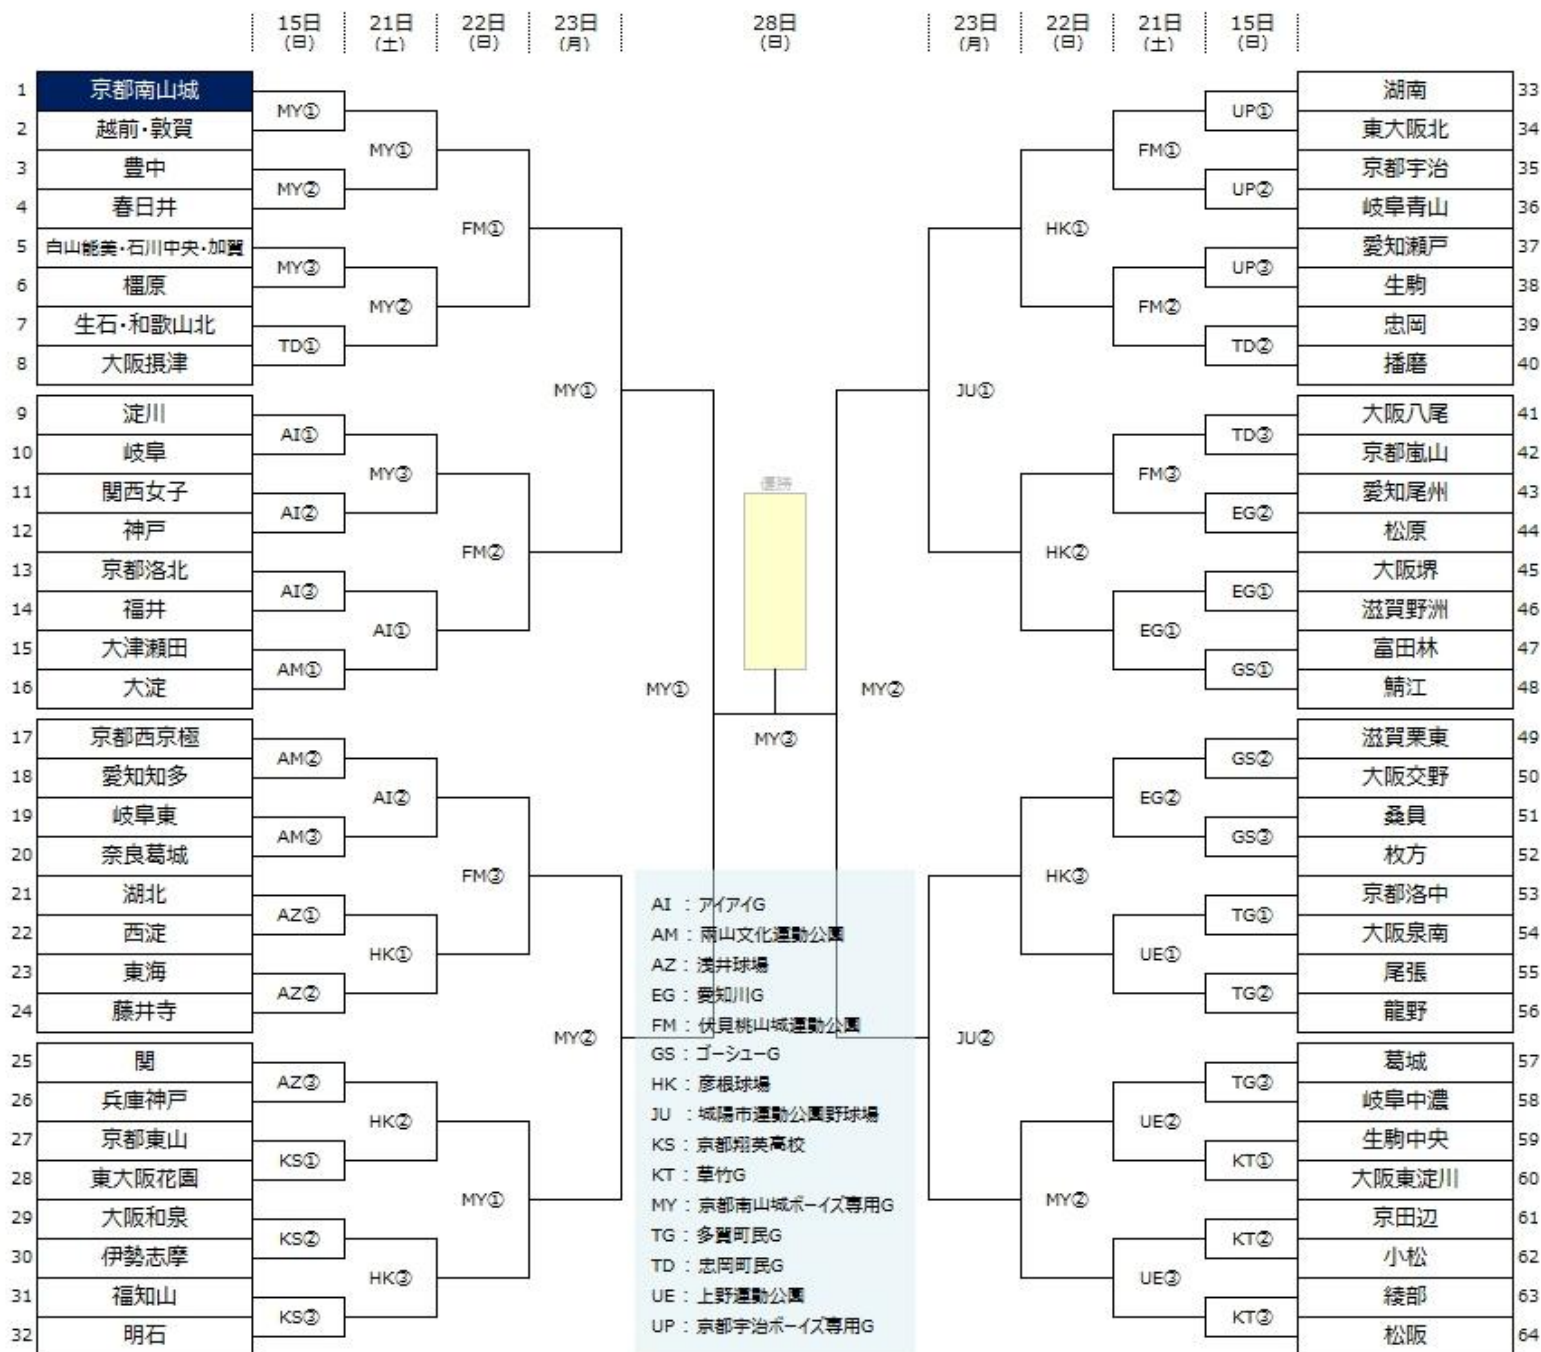 15日 21日 22日 23日 28日 23日 22日 21日 15日
(日) (土) (日) (月) (日) (月) (日) (土) (日)
1 京都南山城
2 越前・敦賀
3 豊中
4 春日井
5 白山能美・石川中央・加賀
6 橿原
7 生石・和歌山北
8 大阪摂津
9 淀川
10 岐阜
11 関西女子
12 神戸
13 京都洛北
14 福井
15 大津瀬田
16 大淀
17 京都西京極
18 愛知知多
19 岐阜東
20 奈良葛城
21 湖北
22 西淀
23 東海
24 藤井寺
25 関
26 兵庫神戸
27 京都東山
28 東大阪花園
29 大阪和泉
30 伊勢志摩
31 福知山
32 明石
MY①
MY②
MY③
TD①
AI①
AI②
AI③
AM①
AM②
AM③
AZ①
AZ②
AZ③
KS①
KS②
KS③
MY①
MY②
MY③
AI①
AI②
HK①
HK②
HK③
FM①
FM②
FM③
MY①
MY①
MY②
MY①
優勝
MY③
MY②
AI : アイアイG
AM : 雨山文化運動公園
AZ : 浅井球場
EG : 愛知川G
FM : 伏見桃山城運動公園
GS : ゴーシューG
HK : 彦根球場
JU : 城陽市運動公園野球場
KS : 京都翔英高校
KT : 草竹G
MY : 京都南山城ボーイズ専用G
TG : 多賀町民G
TD : 忠岡町民G
UE : 上野運動公園
UP : 京都宇治ボーイズ専用G
JU①
JU②
HK①
HK②
HK③
MY②
FM①
FM②
FM③
EG①
EG②
UE①
UE②
UE③
UP①
UP②
UP③
TD②
TD③
EG②
EG①
GS①
GS②
GS③
TG①
TG②
TG③
KT①
KT②
KT③
湖南 33
東大阪北 34
京都宇治 35
岐阜青山 36
愛知瀬戸 37
生駒 38
忠岡 39
播磨 40
大阪八尾 41
京都嵐山 42
愛知尾州 43
松原 44
大阪堺 45
滋賀野洲 46
富田林 47
鯖江 48
滋賀栗東 49
大阪交野 50
桑員 51
枚方 52
京都洛中 53
大阪泉南 54
尾張 55
龍野 56
葛城 57
岐阜中濃 58
生駒中央 59
大阪東淀川 60
京田辺 61
小松 62
綾部 63
松阪 64